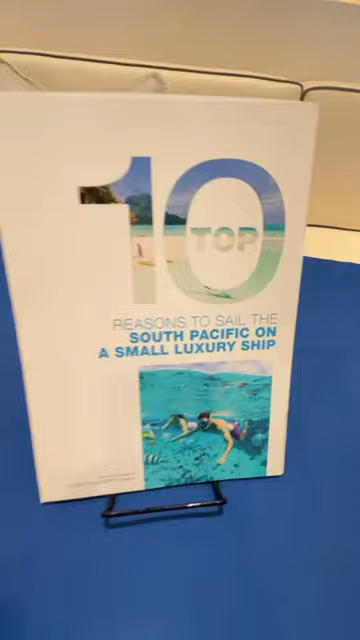 TOP
10
REASONS TO SAIL THE
SOUTH PACIFIC ON
A SMALL LUXURY SHIP